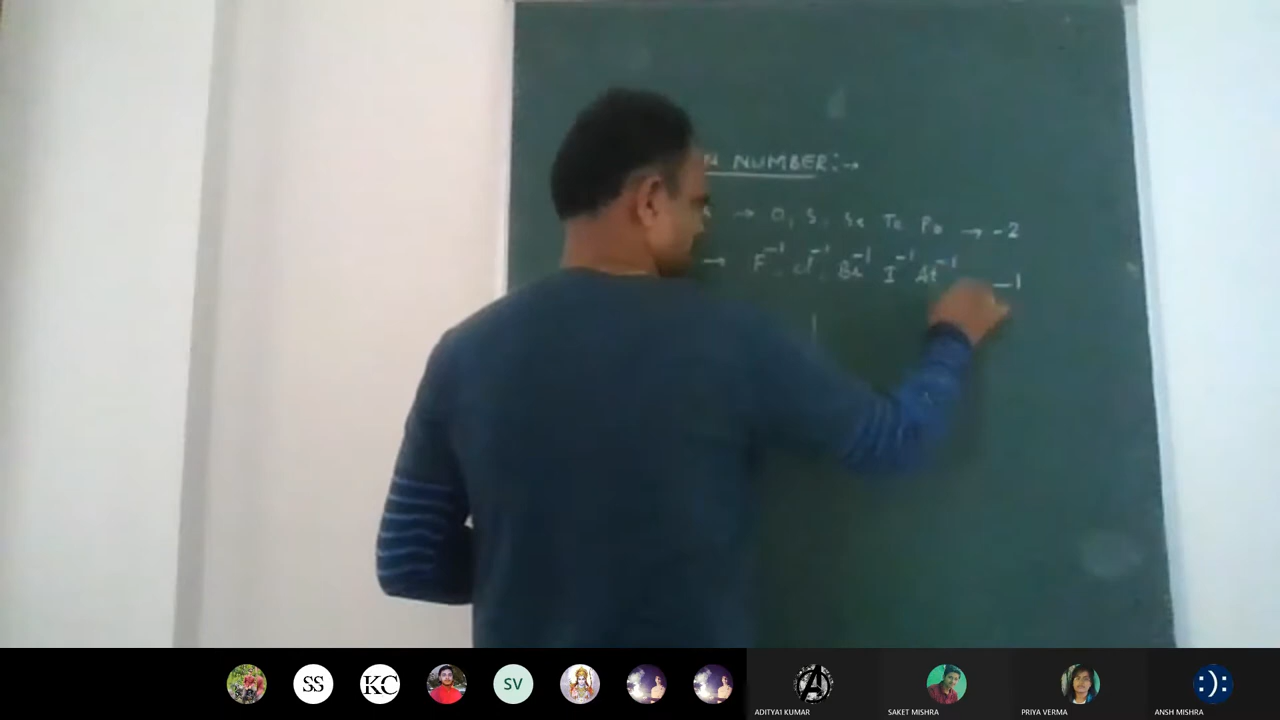 N NUMBER:→
→ O, S, Se Te Po → -2
→ F⁻¹, Cl⁻¹, Br⁻¹ I⁻¹ At⁻¹ -1
SS
KC
SV
:):
ADITYA1 KUMAR
SAKET MISHRA
PRIYA VERMA
ANSH MISHRA